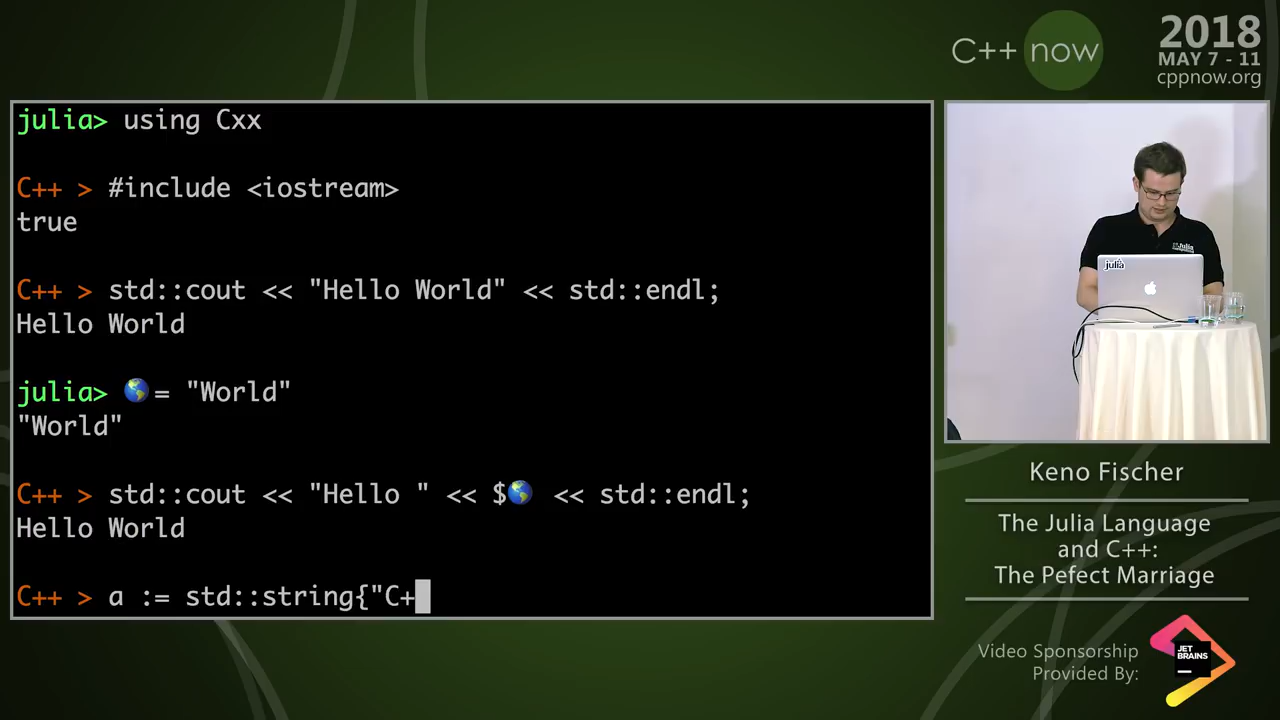 C++ now
2018
MAY 7 - 11
cppnow.org
julia> using Cxx
C++ > #include <iostream>
true
C++ > std::cout << "Hello World" << std::endl;
Hello World
julia> 🌎= "World"
"World"
C++ > std::cout << "Hello " << $🌎 << std::endl;
Hello World
C++ > a := std::string{"C+
Julia
julia
Keno Fischer
The Julia Language
and C++:
The Pefect Marriage
Video Sponsorship
Provided By:
JET
BRAINS